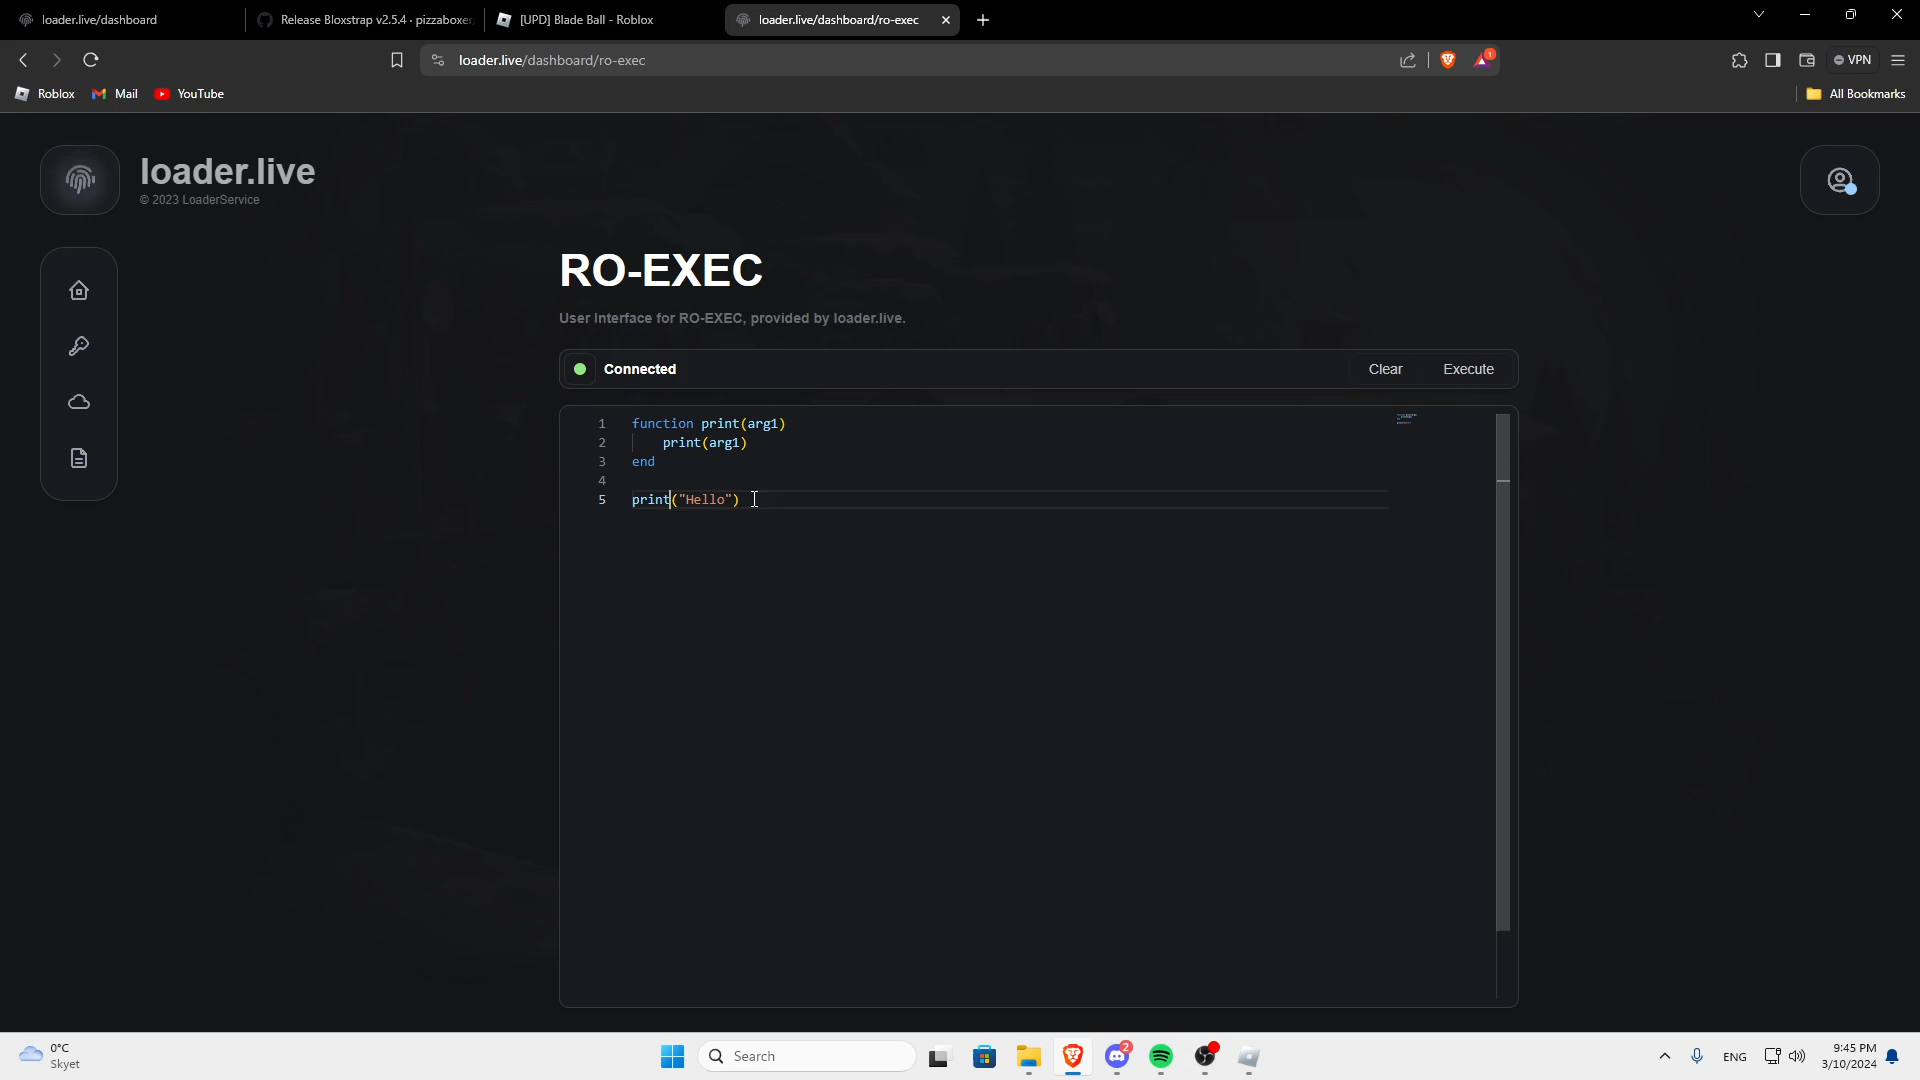 loader.live/dashboard
Release Bloxstrap v2.5.4 · pizzaboxer
[UPD] Blade Ball - Roblox
loader.live/dashboard/ro-exec
loader.live/dashboard/ro-exec
1
VPN
Roblox
Mail
YouTube
All Bookmarks
loader.live
© 2023 LoaderService
RO-EXEC
User Interface for RO-EXEC, provided by loader.live.
Connected
Clear
Execute
1 function print(arg1)
2 print(arg1)
3 end
4
5 print("Hello")
0°C
Skyet
Search
2
ENG
9:45 PM
3/10/2024